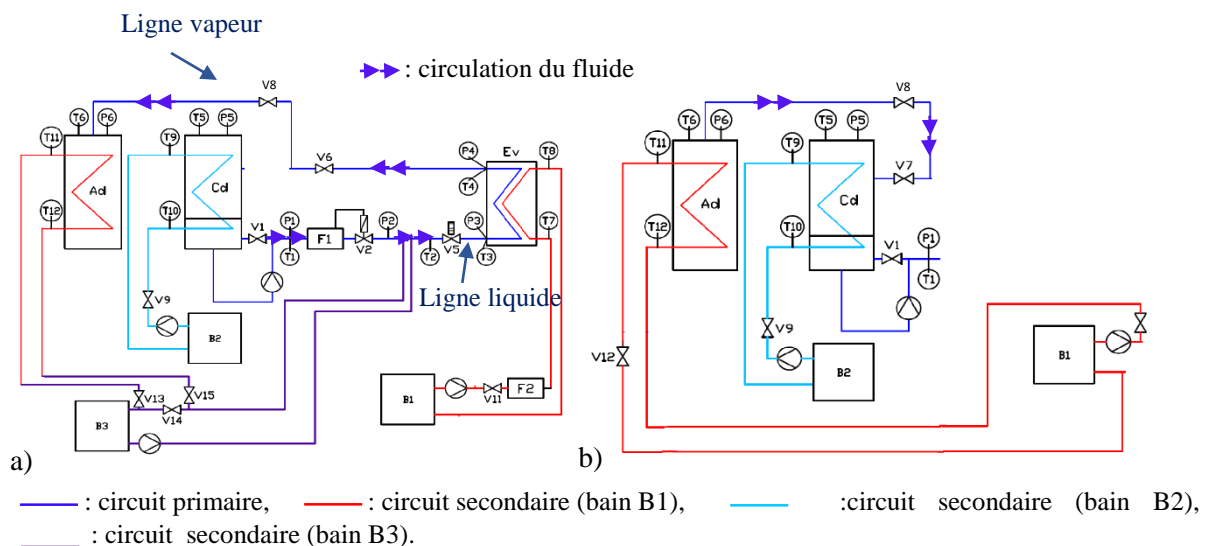 Ligne vapeur
: circulation du fluide
V8
T6 P6
T5 P5
T11
T9
V6
P4
Ev
T8
T4
Ad
Cd
T12
T10
V1
P1
P2
P3
T7
F1
T1
V2
T2
V5
T3
Ligne liquide
V9
B2
V13
V15
V14
B3
B1
V11
F2
a)
V8
T6
P6
T5
P5
T11
T9
V7
Ad
Cd
T12
T10
V1
P1
T1
V9
V12
B2
B1
b)
: circuit primaire, : circuit secondaire (bain B1), :circuit secondaire (bain B2),
: circuit secondaire (bain B3).